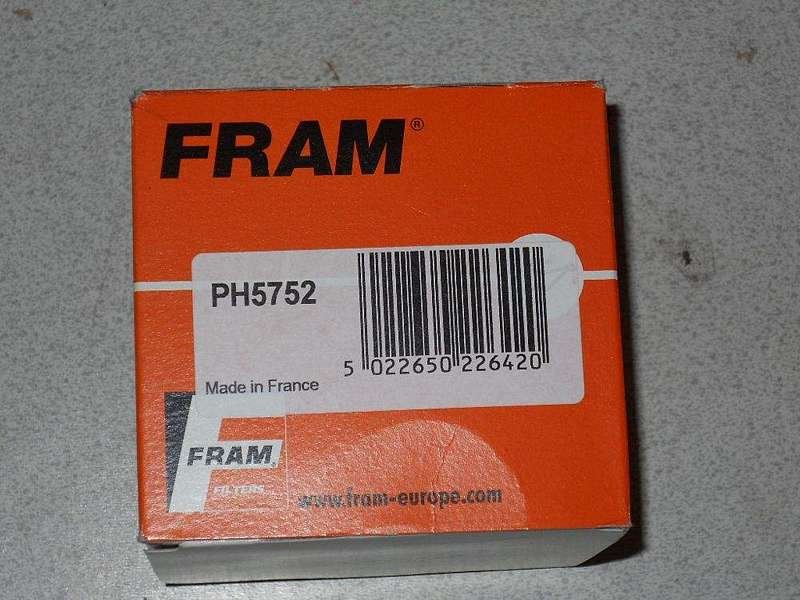 FRAM®
PH5752
5 022650 226420
Made in France
FRAM®
FILTERS
www.fram-europe.com